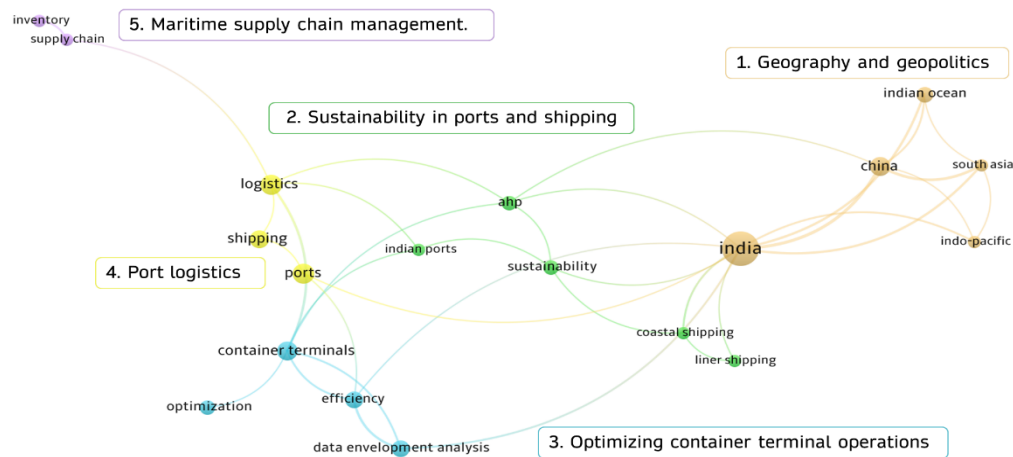 inventory
5. Maritime supply chain management.
supply chain
1. Geography and geopolitics
indian ocean
2. Sustainability in ports and shipping
china
south asia
logistics
ahp
shipping
indian ports
india
indo-pacific
4. Port logistics
ports
sustainability
coastal shipping
container terminals
liner shipping
optimization
efficiency
data envelopment analysis
3. Optimizing container terminal operations